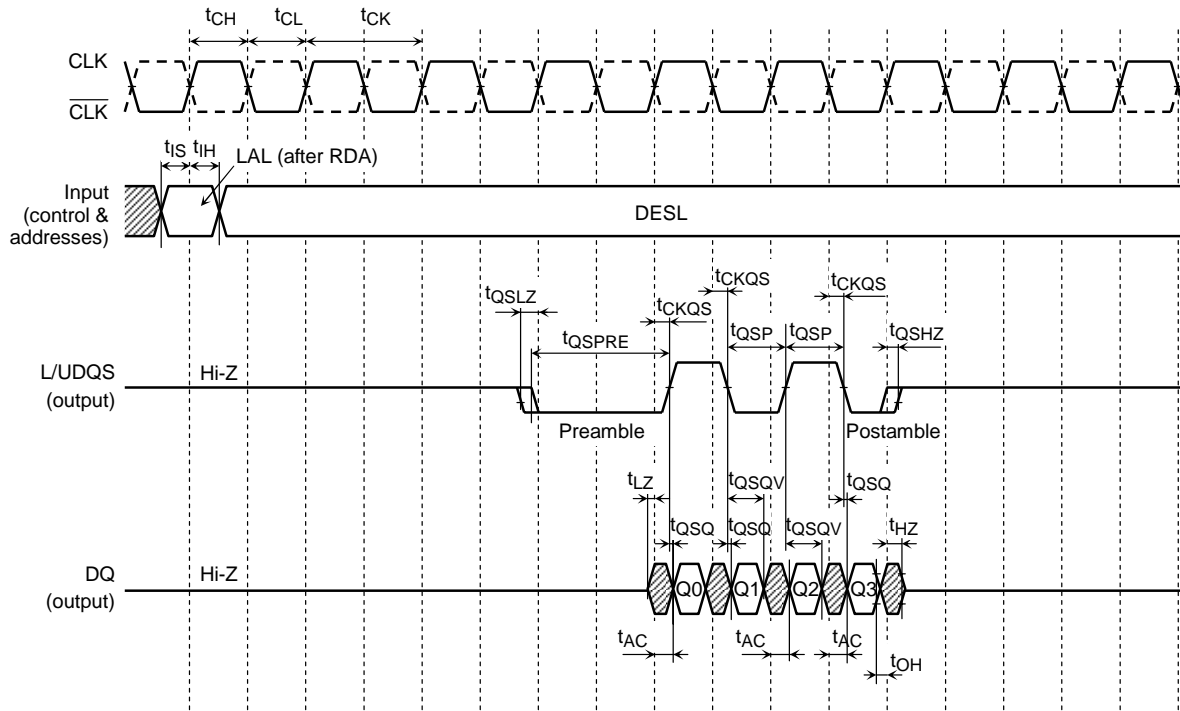 tCH tCL tCK
CLK
CLK
tIS tIH LAL (after RDA)
Input
(control &
addresses)
DESL
tCKQS tCKQS
tQSLZ tCKQS
tQSPRE tQSP tQSP tQSHZ
L/UDQS
(output)
Hi-Z
Preamble Postamble
tLZ tQSQV tQSQ
tQSQ tQSQ tQSQV tHZ
DQ
(output)
Hi-Z
Q0 Q1 Q2 Q3
tAC tAC tAC
tOH